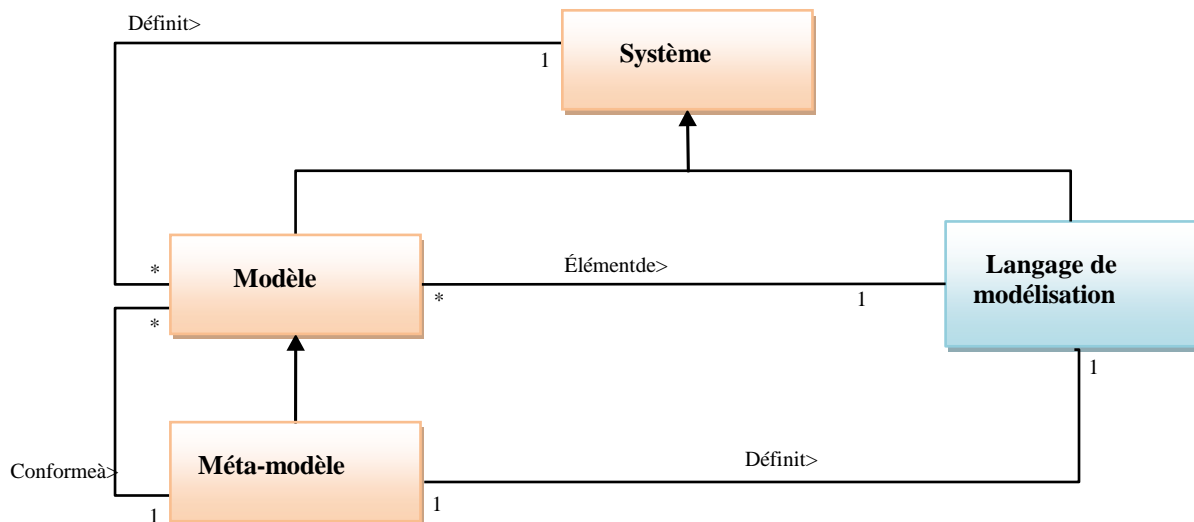 Définit>
1
Système
*
Modèle
*
Élémentde>
1
Langage de
modélisation
*
1
Conformeà>
Méta-modèle
Définit>
1
1